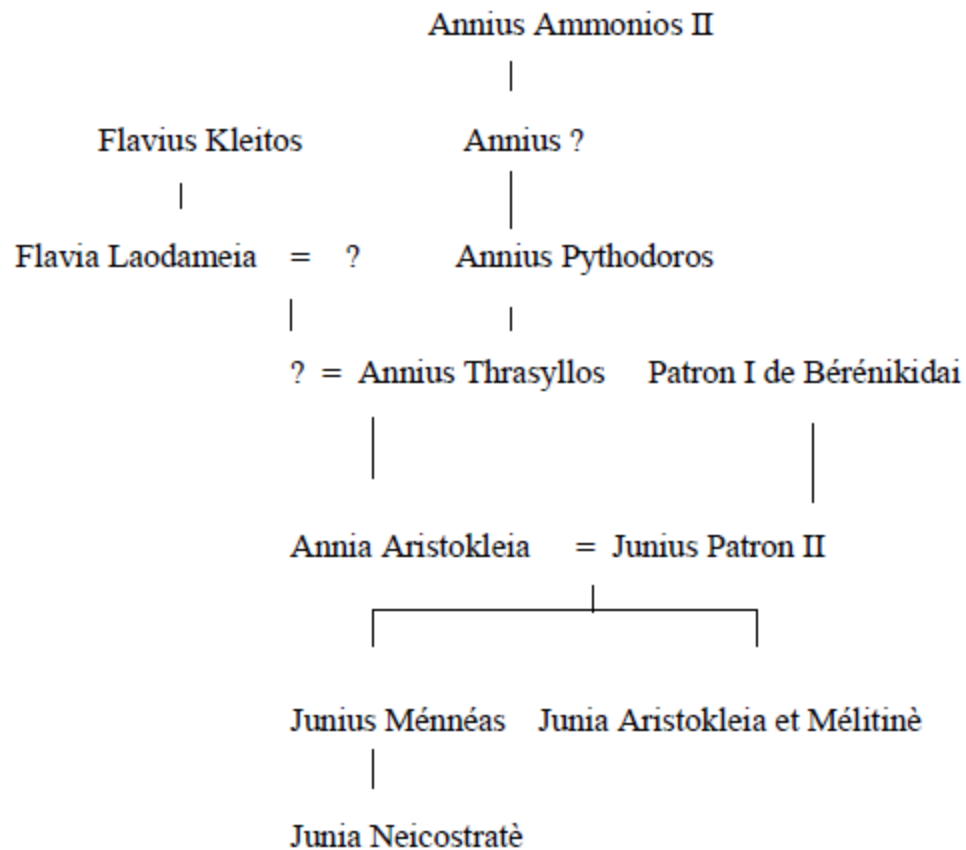 Annius Ammonios II
Flavius Kleitos Annius ?
Flavia Laodameia = ? Annius Pythodoros
? = Annius Thrasyllos Patron I de Bérénikidai
Annia Aristokleia = Junius Patron II
Junius Ménnéas Junia Aristokleia et Mélitinè
Junia Neicostratè